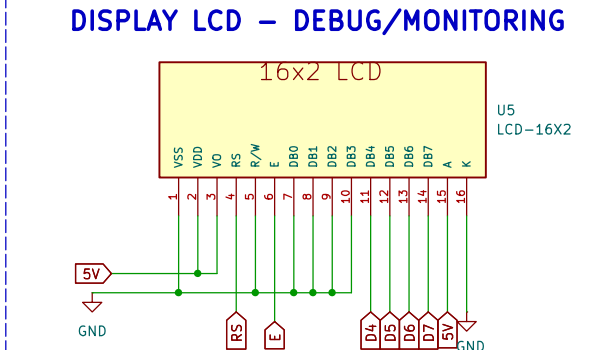 DISPLAY LCD - DEBUG/MONITORING
16x2 LCD
U5
LCD-16X2
VSS VDD VO RS R/W E DB0 DB1 DB2 DB3 DB4 DB5 DB6 DB7 A K
1 2 3 4 5 6 7 8 9 10 11 12 13 14 15 16
5V
GND
RS E D4 D5 D6 D7 5V
GND